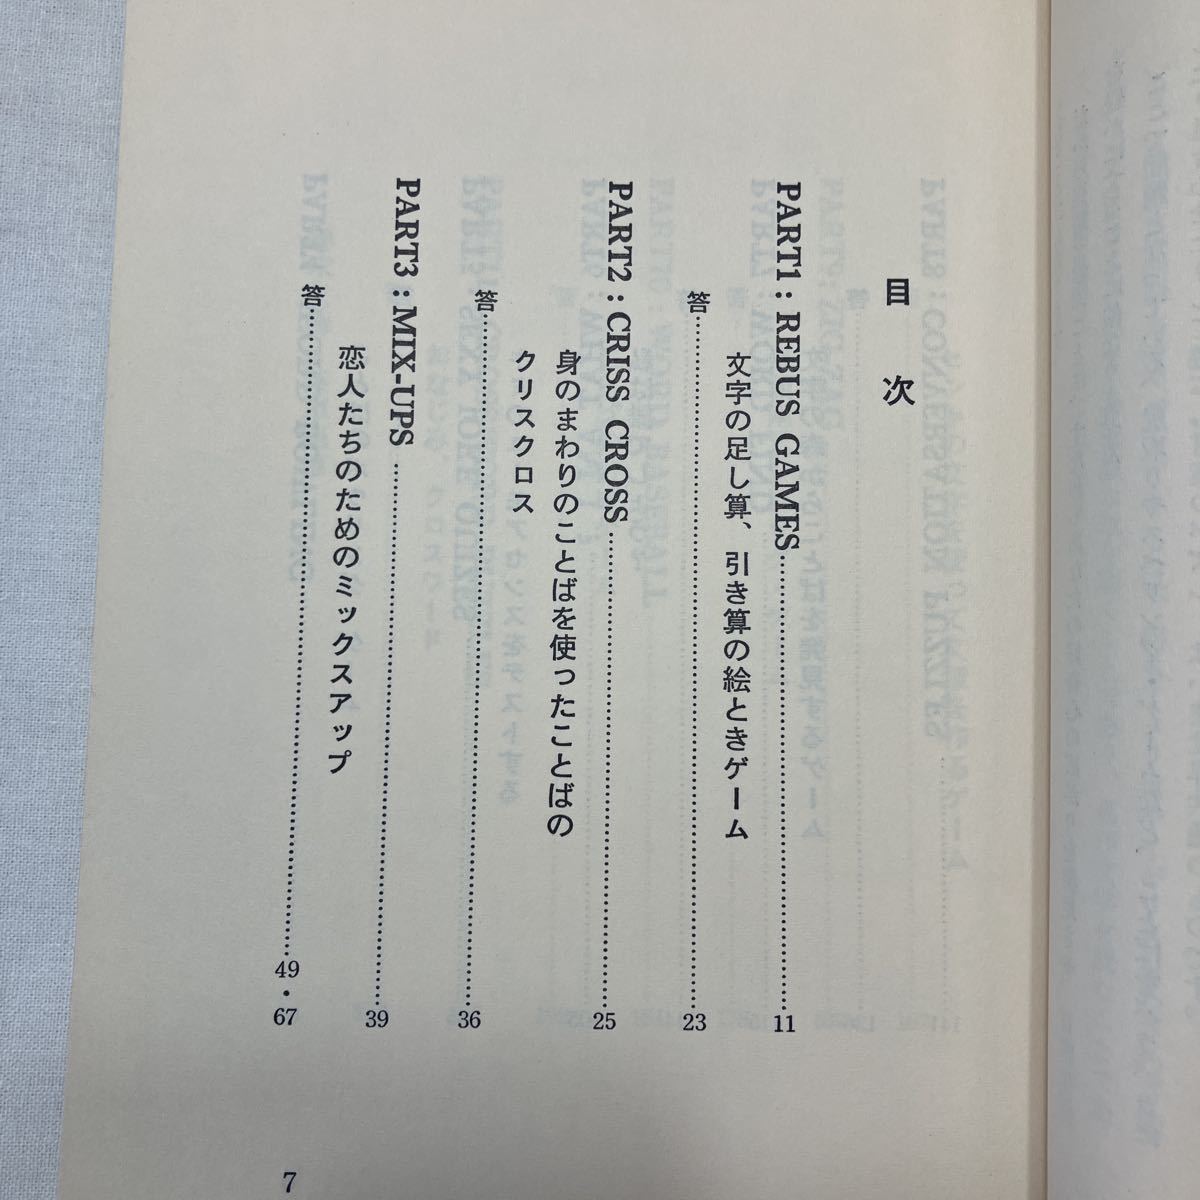 目次
PART1 : REBUS GAMES……………11
文字の足し算、引き算の絵ときゲーム
答……………23
PART2 : CRISS CROSS……………25
身のまわりのことばを使ったことばの
クリスクロス
答……………36
PART3 : MIX-UPS……………39
恋人たちのためのミックスアップ
答……………49・67
7